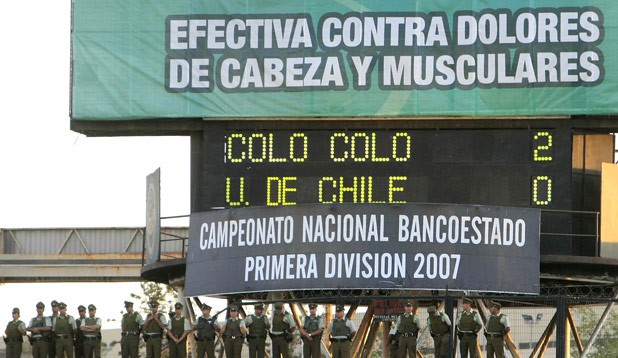 EFECTIVA CONTRA DOLORES
DE CABEZA Y MUSCULARES
COLO COLO 2
U. DE CHILE 0
CAMPEONATO NACIONAL BANCOESTADO
PRIMERA DIVISION 2007